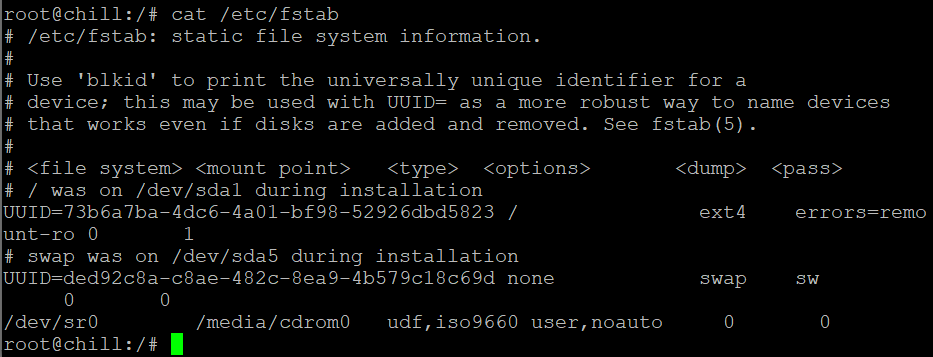 root@chill:/# cat /etc/fstab
# /etc/fstab: static file system information.
#
# Use 'blkid' to print the universally unique identifier for a
# device; this may be used with UUID= as a more robust way to name devices
# that works even if disks are added and removed. See fstab(5).
#
# <file system> <mount point>   <type>  <options>       <dump>  <pass>
# / was on /dev/sda1 during installation
UUID=73b6a7ba-4dc6-4a01-bf98-52926dbd5823 /               ext4    errors=remo
unt-ro 0       1
# swap was on /dev/sda5 during installation
UUID=ded92c8a-c8ae-482c-8ea9-4b579c18c69d none            swap    sw
     0       0
/dev/sr0        /media/cdrom0   udf,iso9660 user,noauto     0       0
root@chill:/#